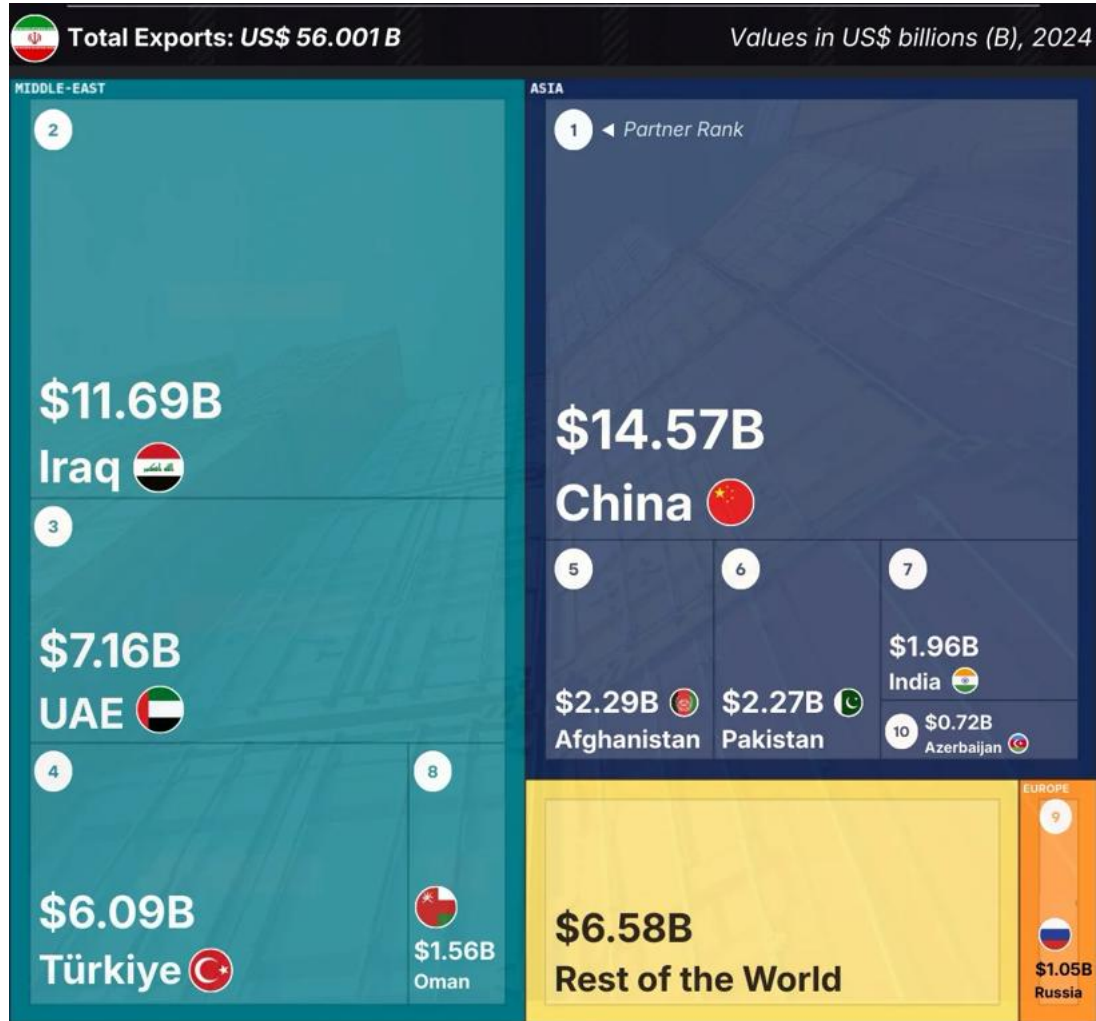 Total Exports: US$ 56.001 B
Values in US$ billions (B), 2024
MIDDLE-EAST
2
$11.69B
Iraq
3
$7.16B
UAE
4
$6.09B
Türkiye
8
$1.56B
Oman
ASIA
1 ◀ Partner Rank
$14.57B
China
5
$2.29B
Afghanistan
6
$2.27B
Pakistan
7
$1.96B
India
10
$0.72B
Azerbaijan
$6.58B
Rest of the World
EUROPE
9
$1.05B
Russia